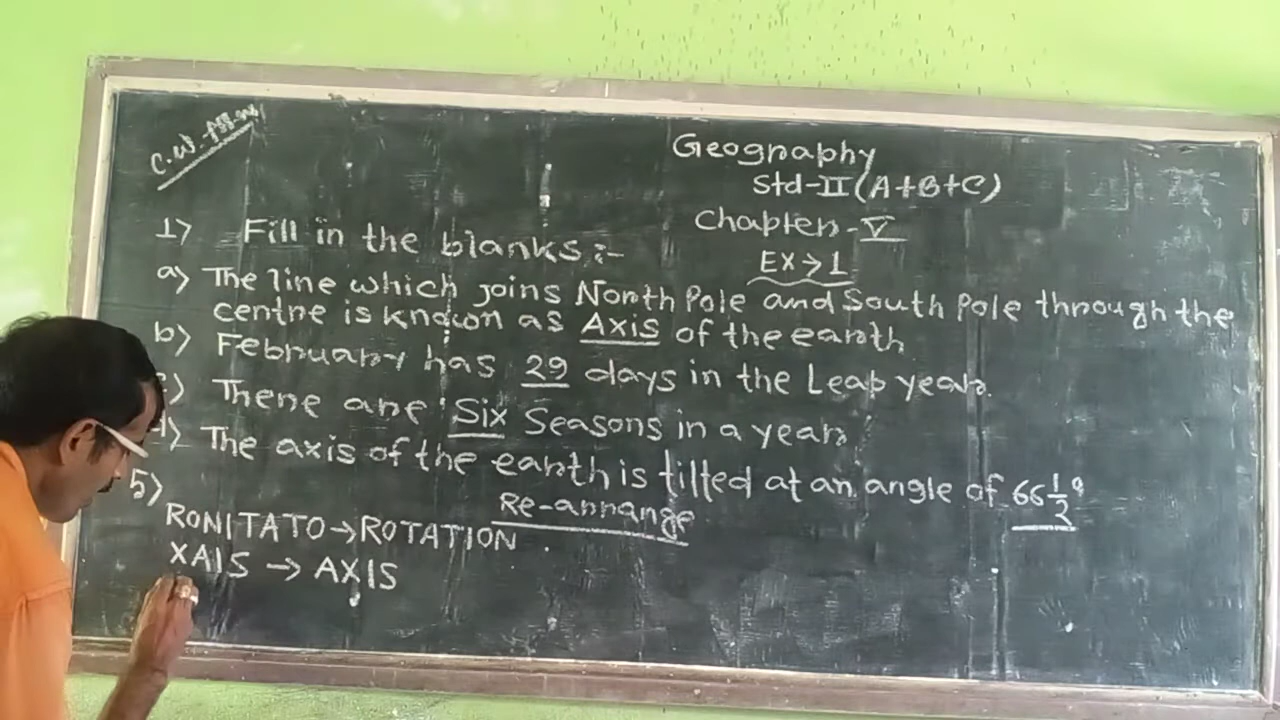 Geography
Std-II (A+B+C)
Chapter-V
EX→1
1) Fill in the blanks:-
a) The line which joins North Pole and South Pole through the
centre is known as Axis of the earth
b) February has 29 days in the Leap year.
c) There are Six Seasons in a year
d) The axis of the earth is tilted at an angle of 66 1/2°
5) Re-arrange
RONITATO→ROTATION.
XAIS → AXIS